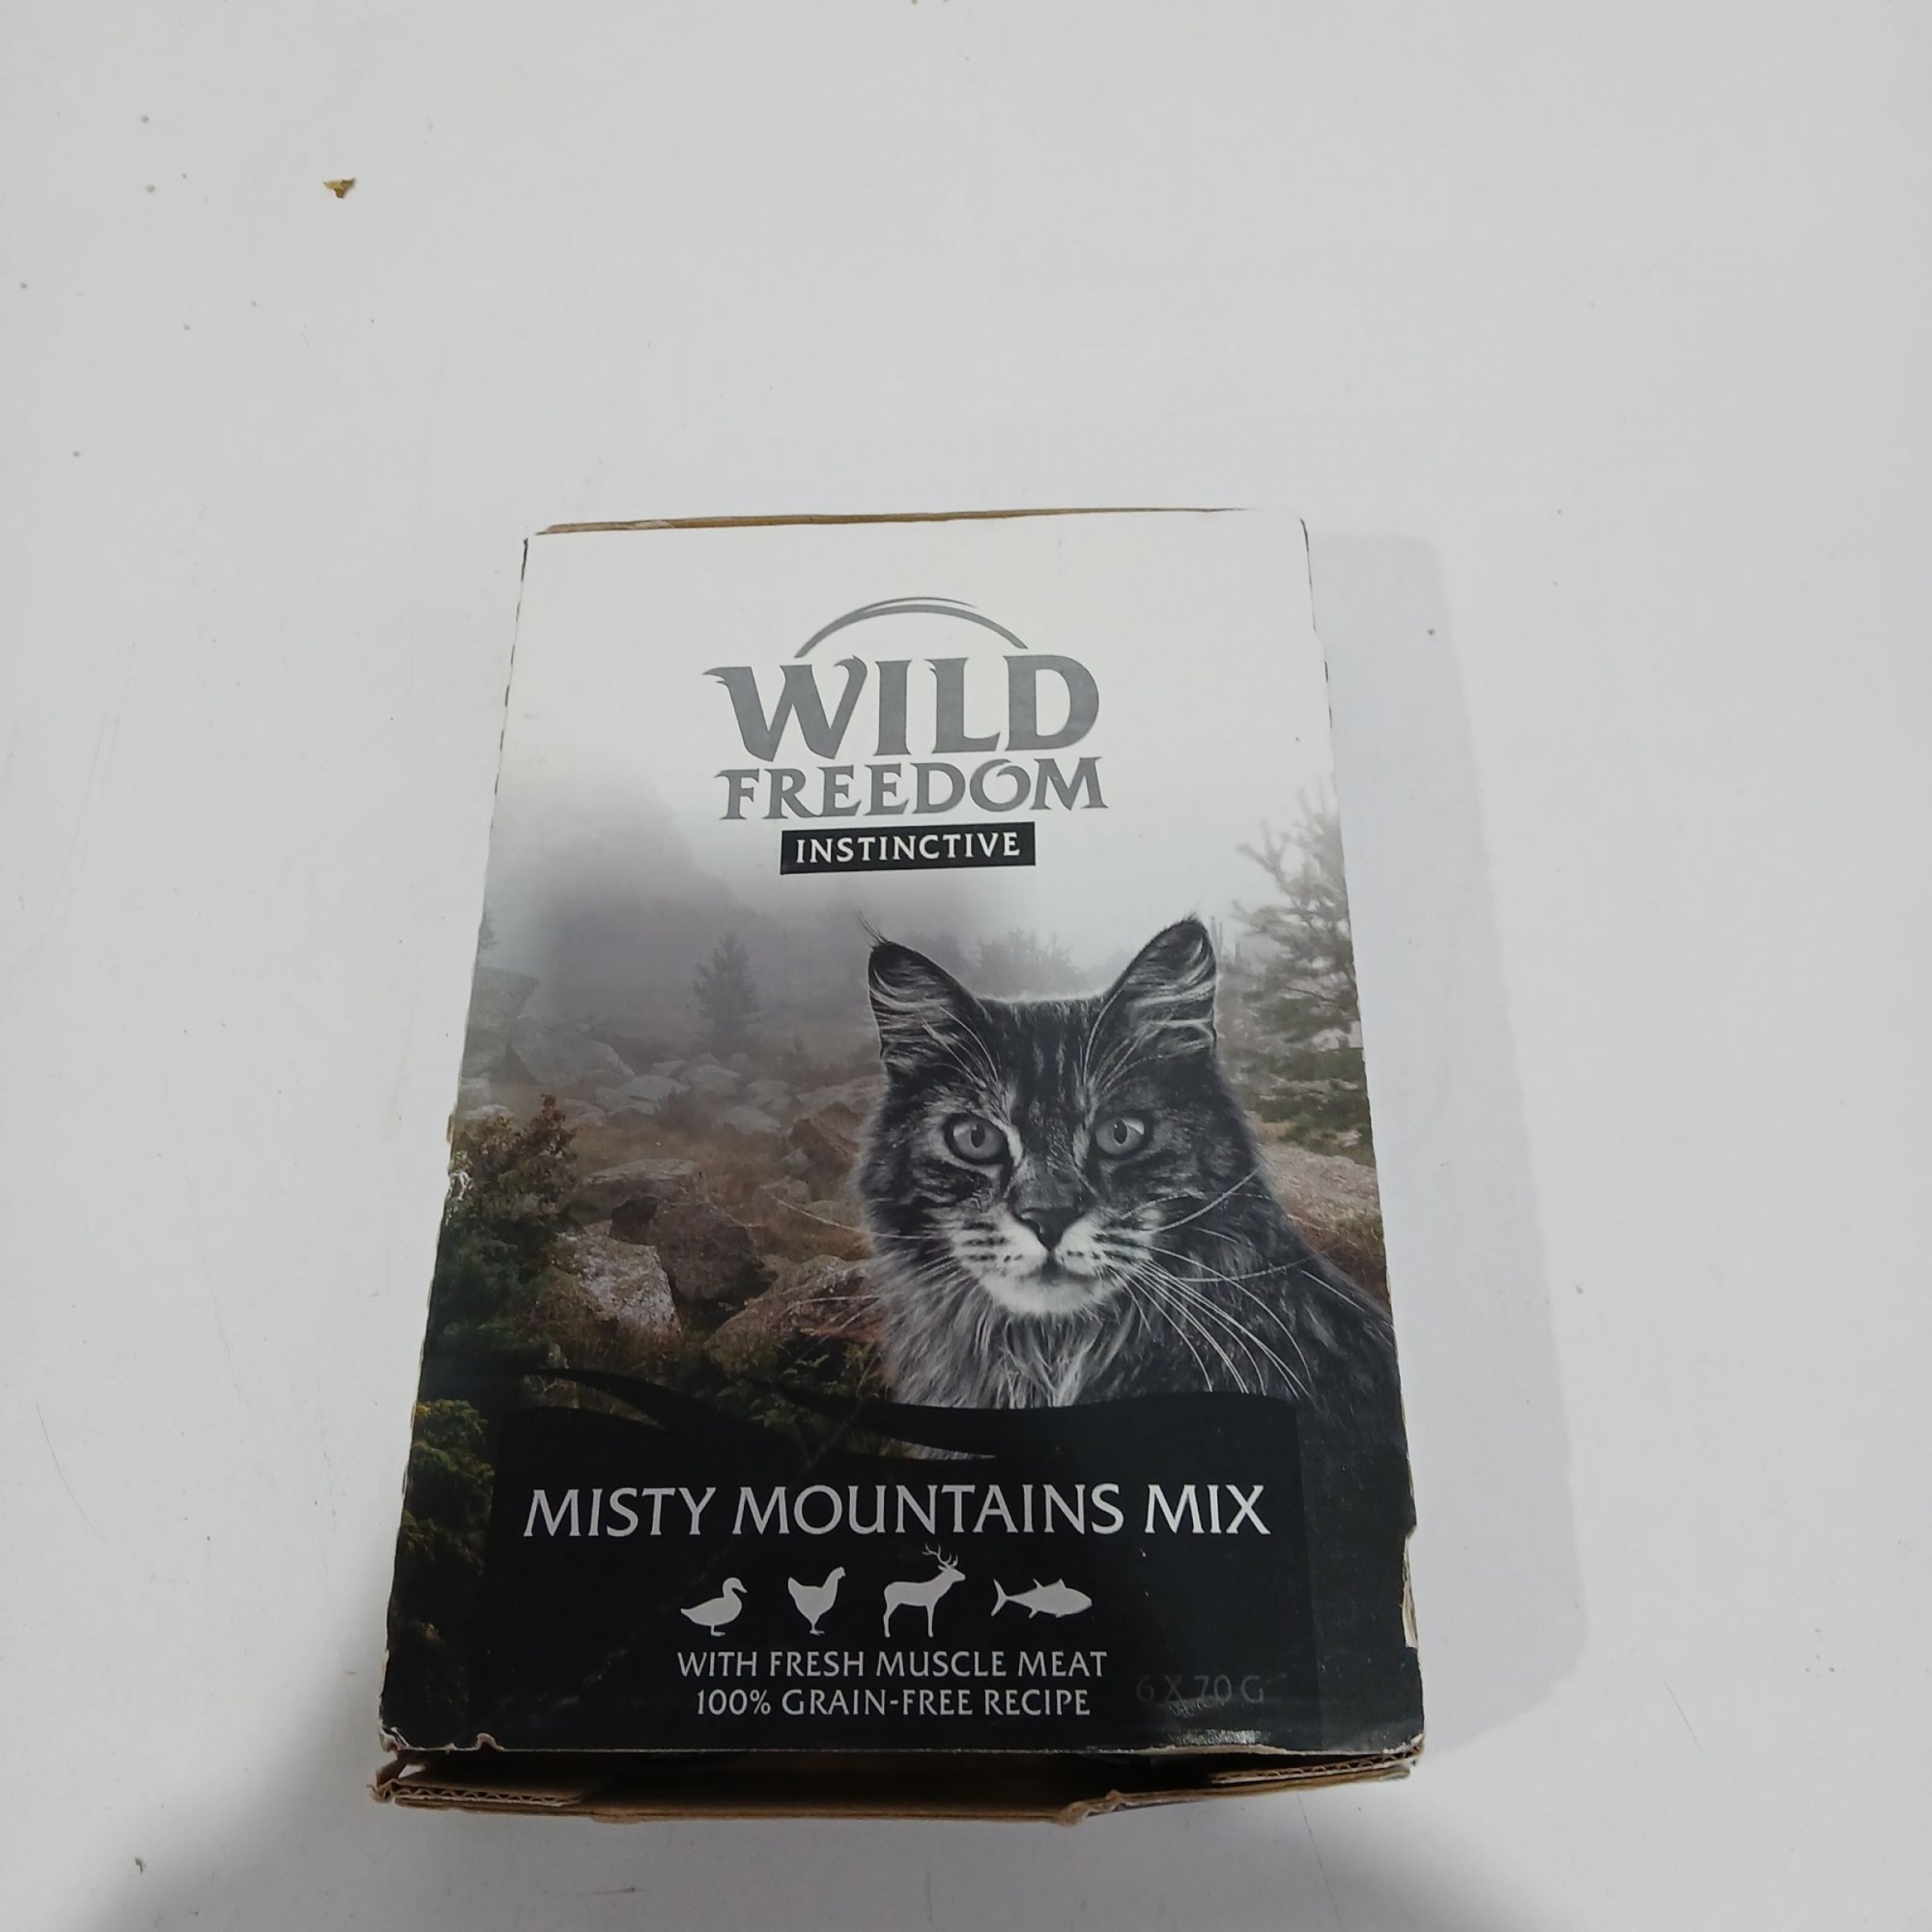 WILD
FREEDOM
INSTINCTIVE
MISTY MOUNTAINS MIX
WITH FRESH MUSCLE MEAT
100% GRAIN-FREE RECIPE
6 X 70 G